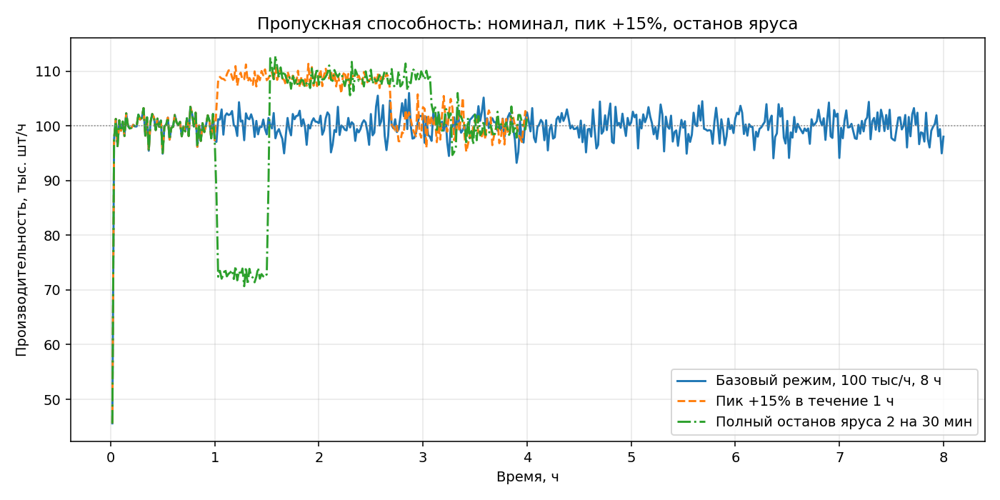 Пропускная способность: номинал, пик +15%, останов яруса
Производительность, тыс. шт/ч
110
100
90
80
70
60
50
Базовый режим, 100 тыс/ч, 8 ч
Пик +15% в течение 1 ч
Полный останов яруса 2 на 30 мин
0 1 2 3 4 5 6 7 8
Время, ч